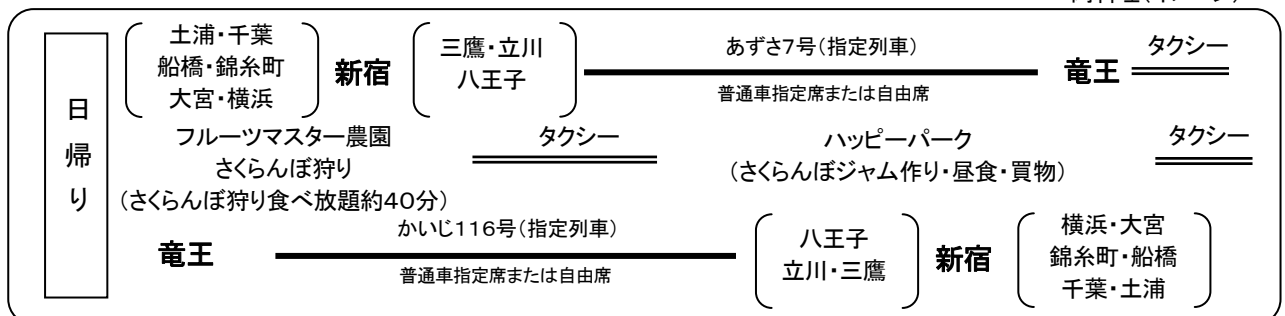 日帰り
土浦・千葉
船橋・錦糸町
大宮・横浜
新宿
三鷹・立川
八王子
あずさ7号(指定列車)
普通車指定席または自由席
竜王
タクシー
フルーツマスター農園
さくらんぼ狩り
(さくらんぼ狩り食べ放題約40分)
タクシー
ハッピーパーク
(さくらんぼジャム作り・昼食・買物)
タクシー
竜王
かいじ116号(指定列車)
普通車指定席または自由席
八王子
立川・三鷹
新宿
横浜・大宮
錦糸町・船橋
千葉・土浦